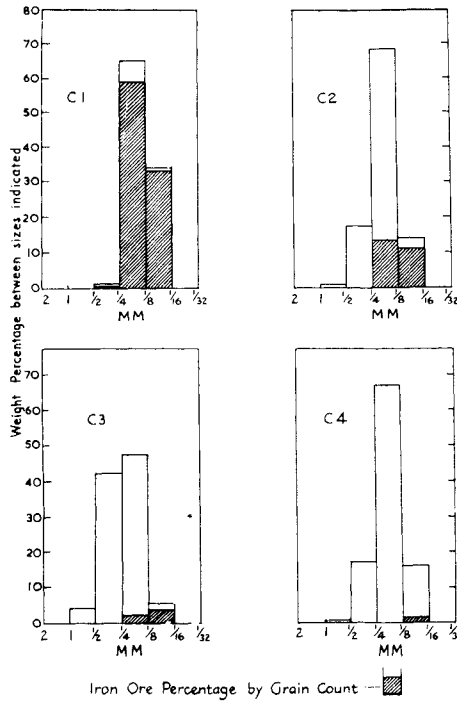 Weight Percentage between sizes indicated
80
70
60
50
40
30
20
10
0
C1
2 1 1/2 1/4 1/8 1/16 1/32
MM
C2
2 1 1/2 1/4 1/8 1/16 1/32
MM
70
60
50
40
30
20
10
0
C3
2 1 1/2 1/4 1/8 1/16 1/32
MM
C4
2 1 1/2 1/4 1/8 1/16 1/3
MM
Iron Ore Percentage by Grain Count